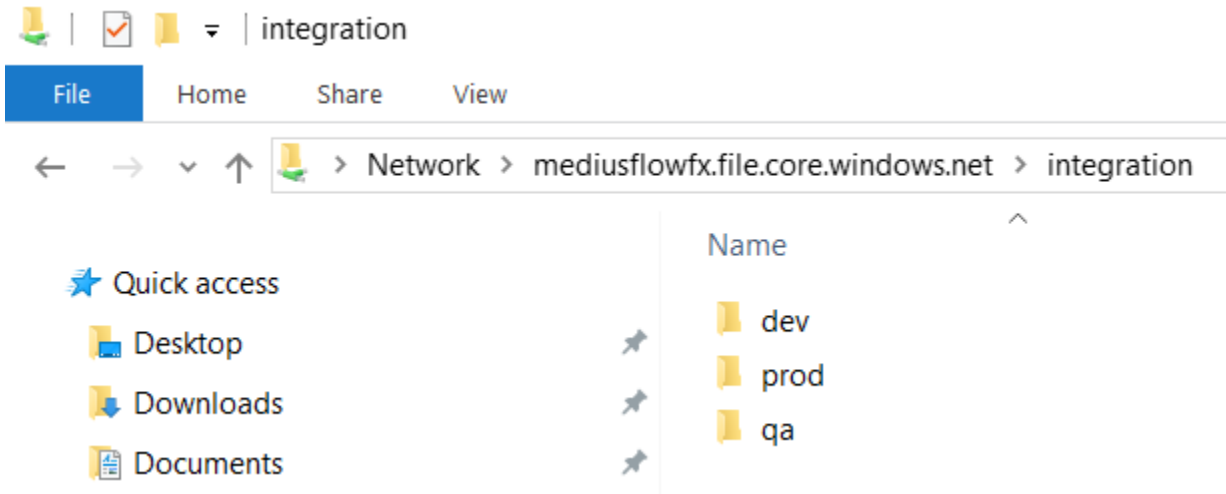 integration
File Home Share View
Network > mediusflowfx.file.core.windows.net > integration
Quick access
Desktop
Downloads
Documents
Name
dev
prod
qa